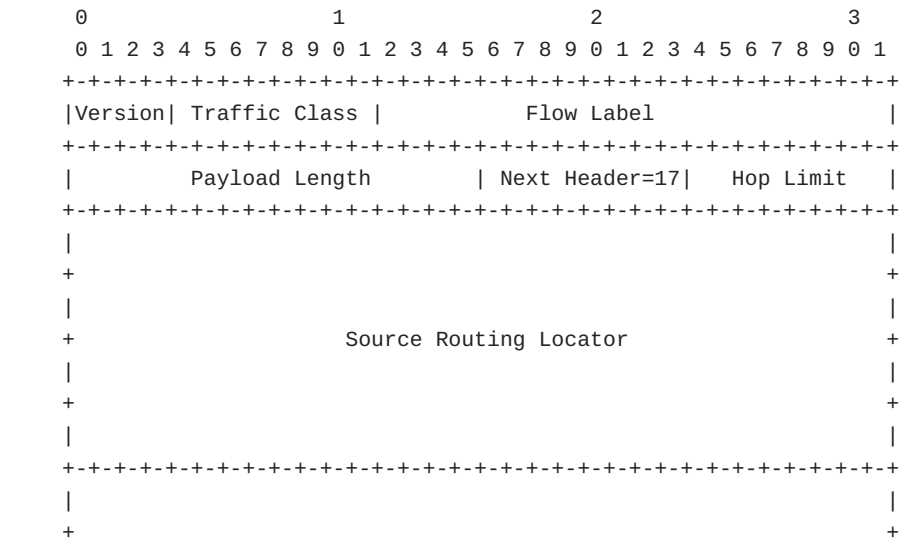 0                   1                   2                   3
 0 1 2 3 4 5 6 7 8 9 0 1 2 3 4 5 6 7 8 9 0 1 2 3 4 5 6 7 8 9 0 1
+-+-+-+-+-+-+-+-+-+-+-+-+-+-+-+-+-+-+-+-+-+-+-+-+-+-+-+-+-+-+-+-+
|Version| Traffic Class |           Flow Label                  |
+-+-+-+-+-+-+-+-+-+-+-+-+-+-+-+-+-+-+-+-+-+-+-+-+-+-+-+-+-+-+-+-+
|         Payload Length        | Next Header=17|   Hop Limit   |
+-+-+-+-+-+-+-+-+-+-+-+-+-+-+-+-+-+-+-+-+-+-+-+-+-+-+-+-+-+-+-+-+
|                                                               |
+                                                               +
|                                                               |
+                     Source Routing Locator                    +
|                                                               |
+                                                               +
|                                                               |
+-+-+-+-+-+-+-+-+-+-+-+-+-+-+-+-+-+-+-+-+-+-+-+-+-+-+-+-+-+-+-+-+
|                                                               |
+                                                               +